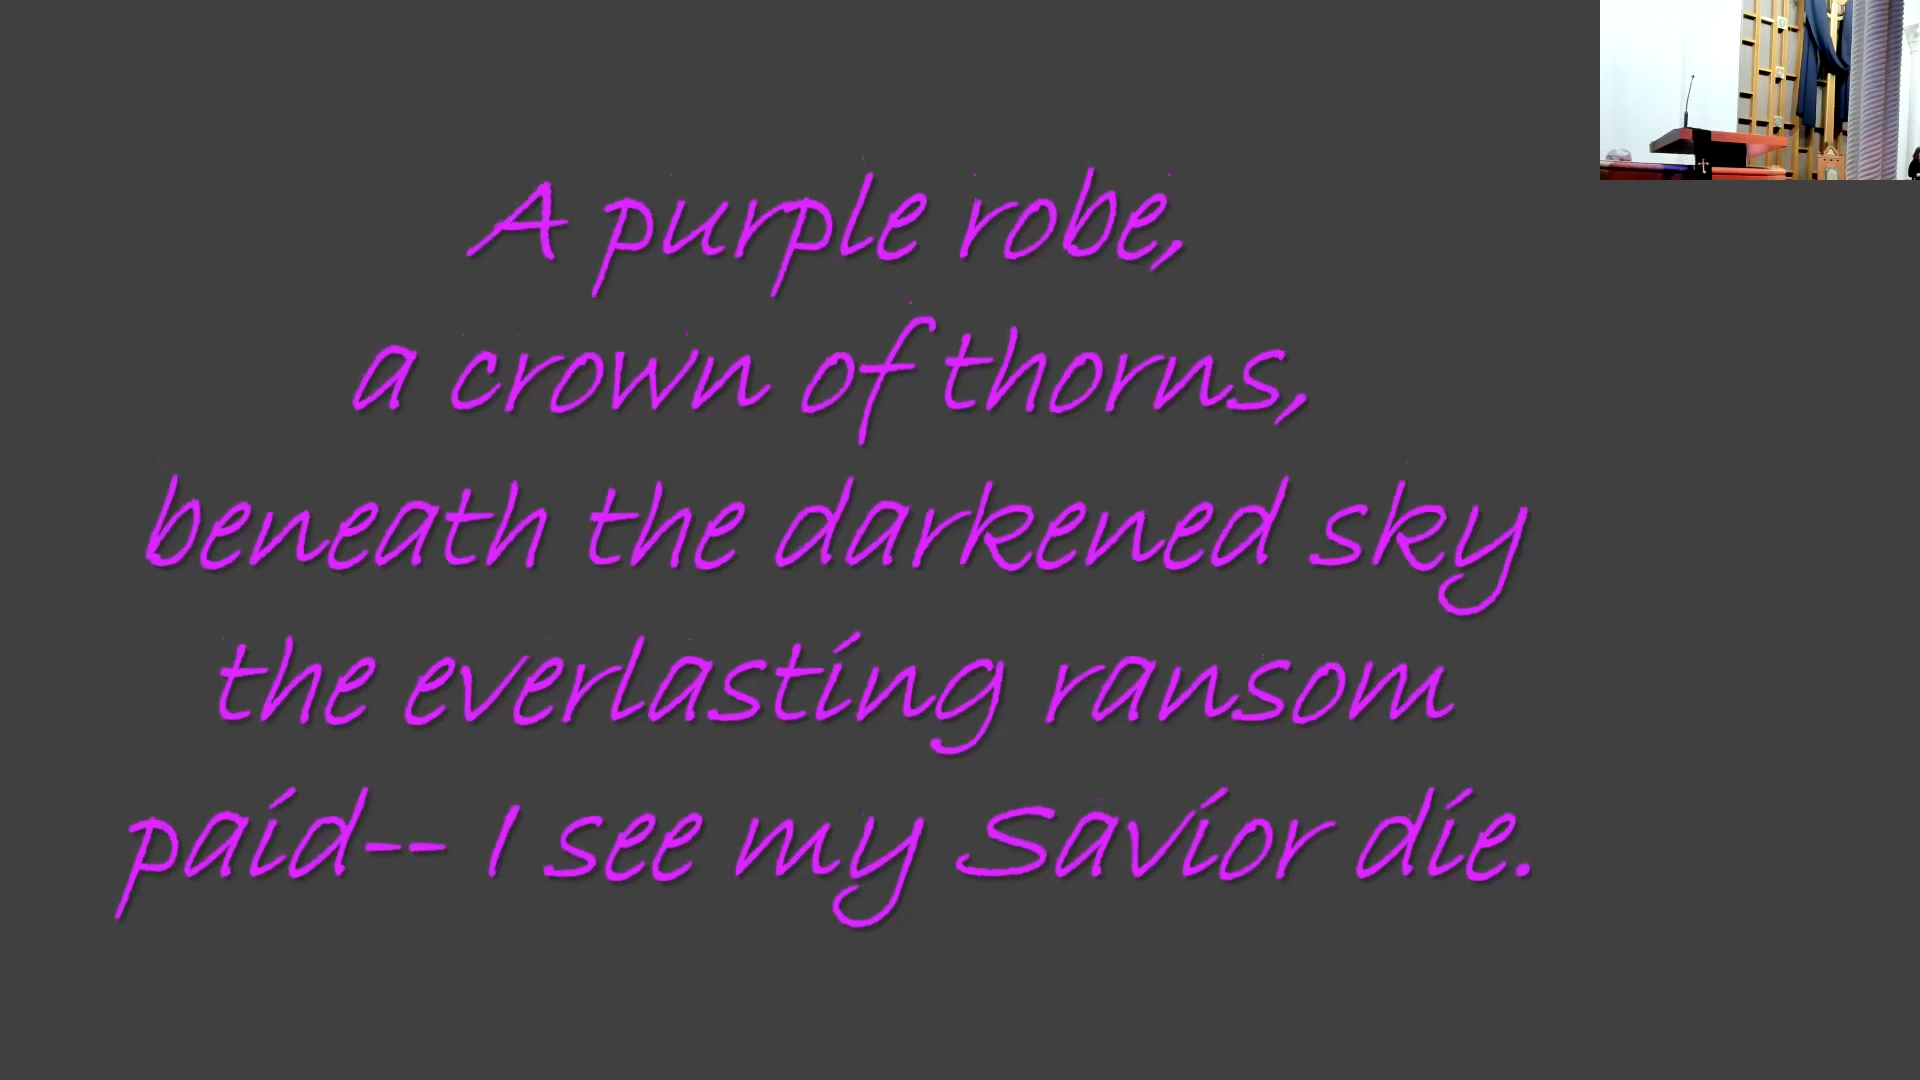 A purple robe,
a crown of thorns,
beneath the darkened sky
the everlasting ransom
paid-- I see my Savior die.